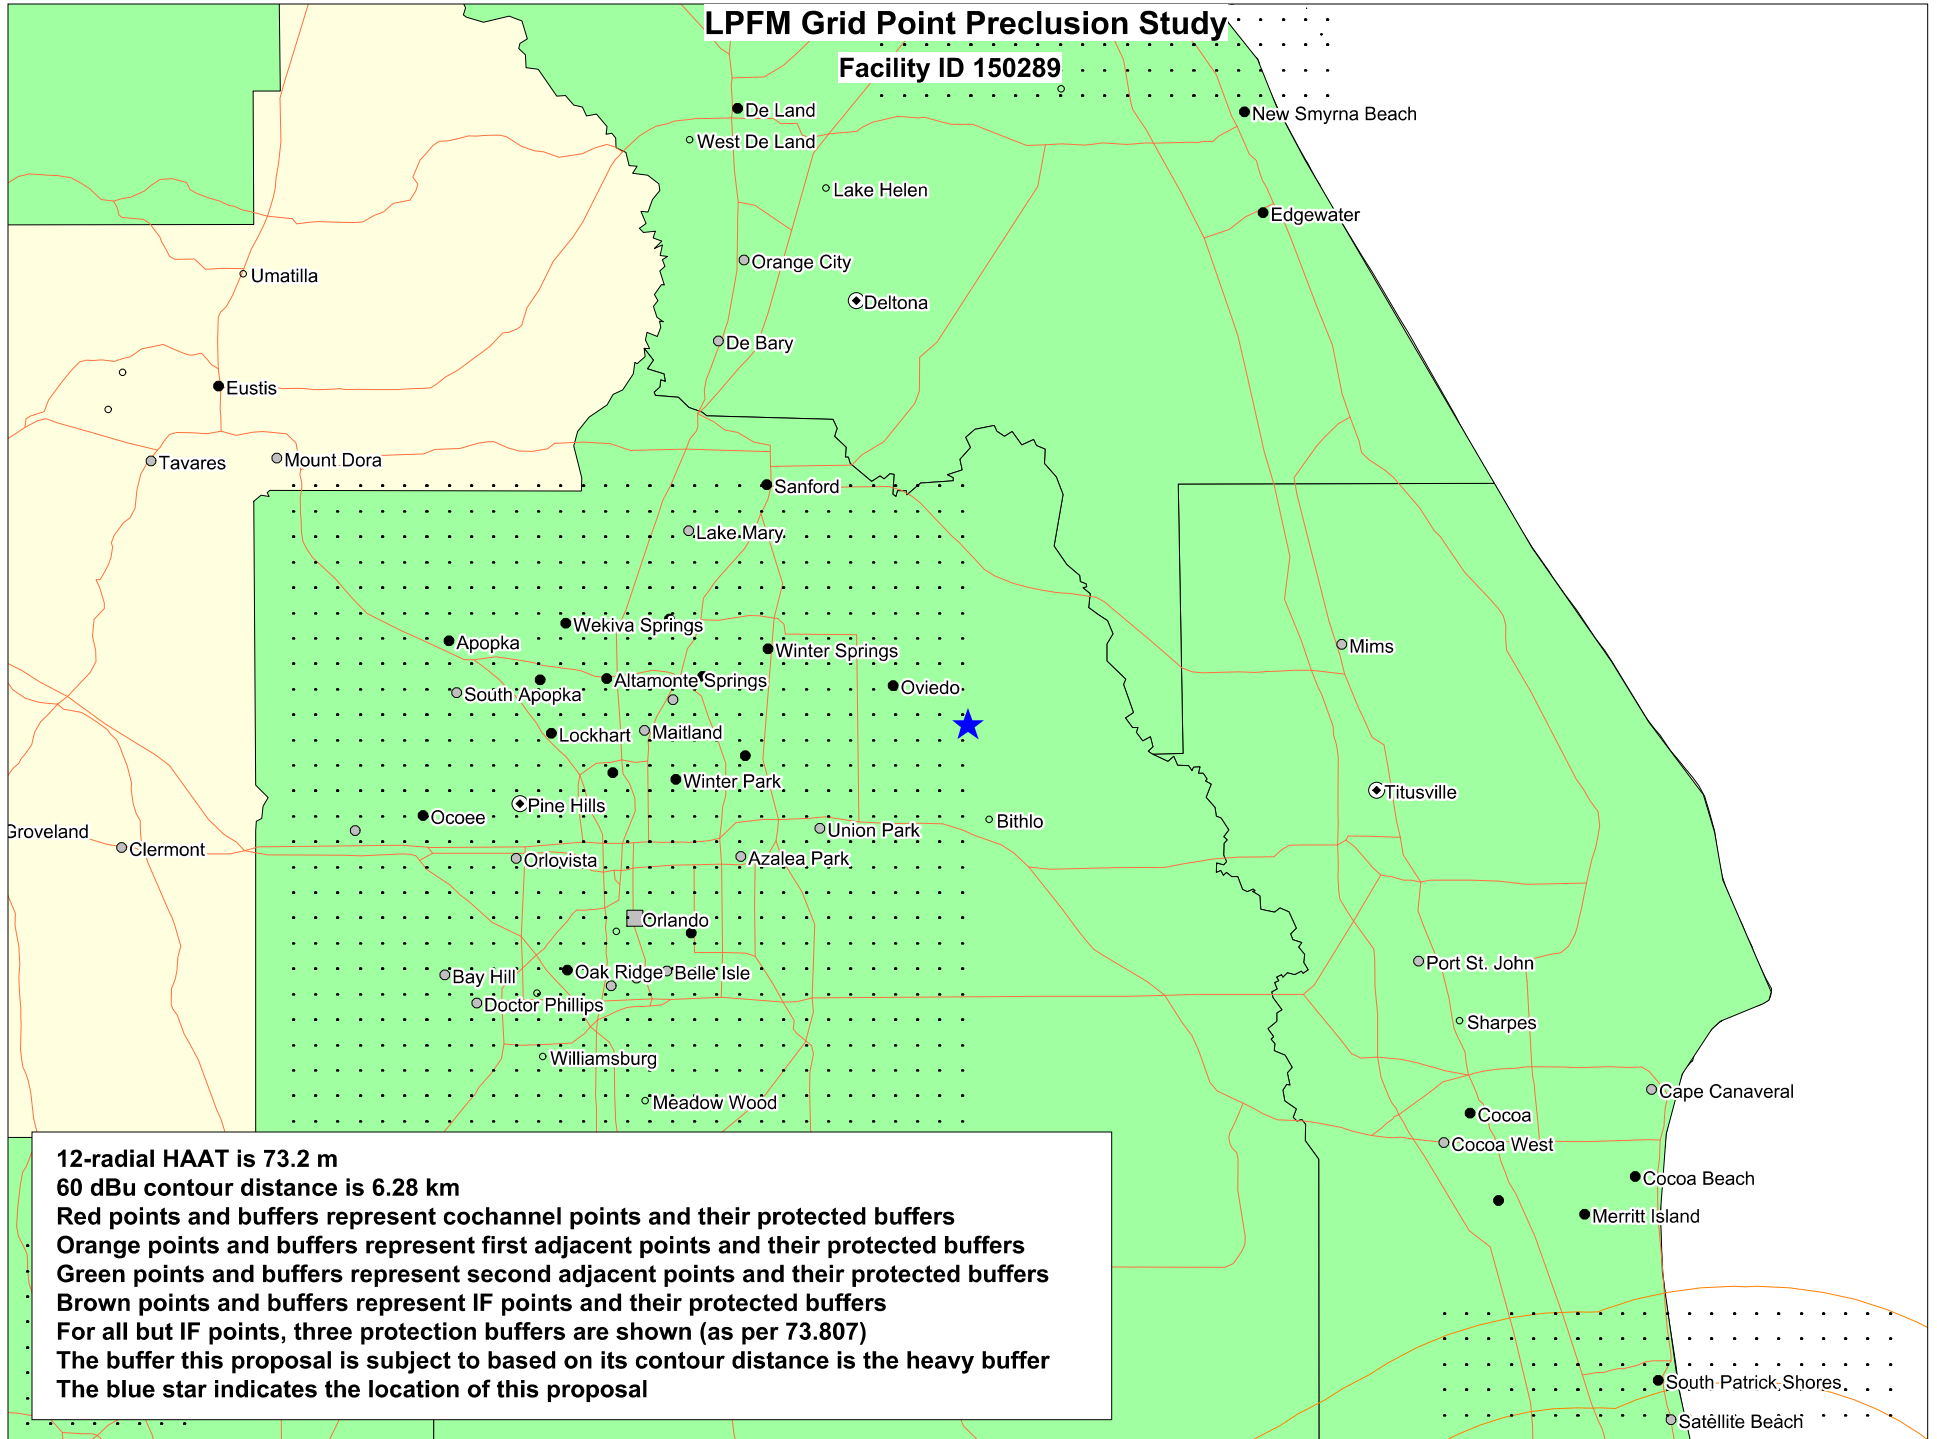 LPFM Grid Point Preclusion Study
Facility ID 150289
De Land
New Smyrna Beach
West De Land
Lake Helen
Edgewater
Orange City
Umatilla
Deltona
De Bary
Eustis
Tavares
Mount Dora
Sanford
Lake Mary
Wekiva Springs
Apopka
Winter Springs
Mims
Altamonte Springs
Oviedo
South Apopka
Lockhart
Maitland
Winter Park
Titusville
Pine Hills
Ocoee
Bithlo
Groveland
Union Park
Clermont
Orlovista
Azalea Park
Orlando
Port St. John
Bay Hill
Oak Ridge
Belle Isle
Doctor Phillips
Sharpes
Williamsburg
Cape Canaveral
Meadow Wood
Cocoa
Cocoa West
12-radial HAAT is 73.2 m
Cocoa Beach
60 dBu contour distance is 6.28 km
Red points and buffers represent cochannel points and their protected buffers
Merritt Island
Orange points and buffers represent first adjacent points and their protected buffers
Green points and buffers represent second adjacent points and their protected buffers
Brown points and buffers represent IF points and their protected buffers
For all but IF points, three protection buffers are shown (as per 73.807)
The buffer this proposal is subject to based on its contour distance is the heavy buffer
South Patrick Shores
The blue star indicates the location of this proposal
Satellite Beach